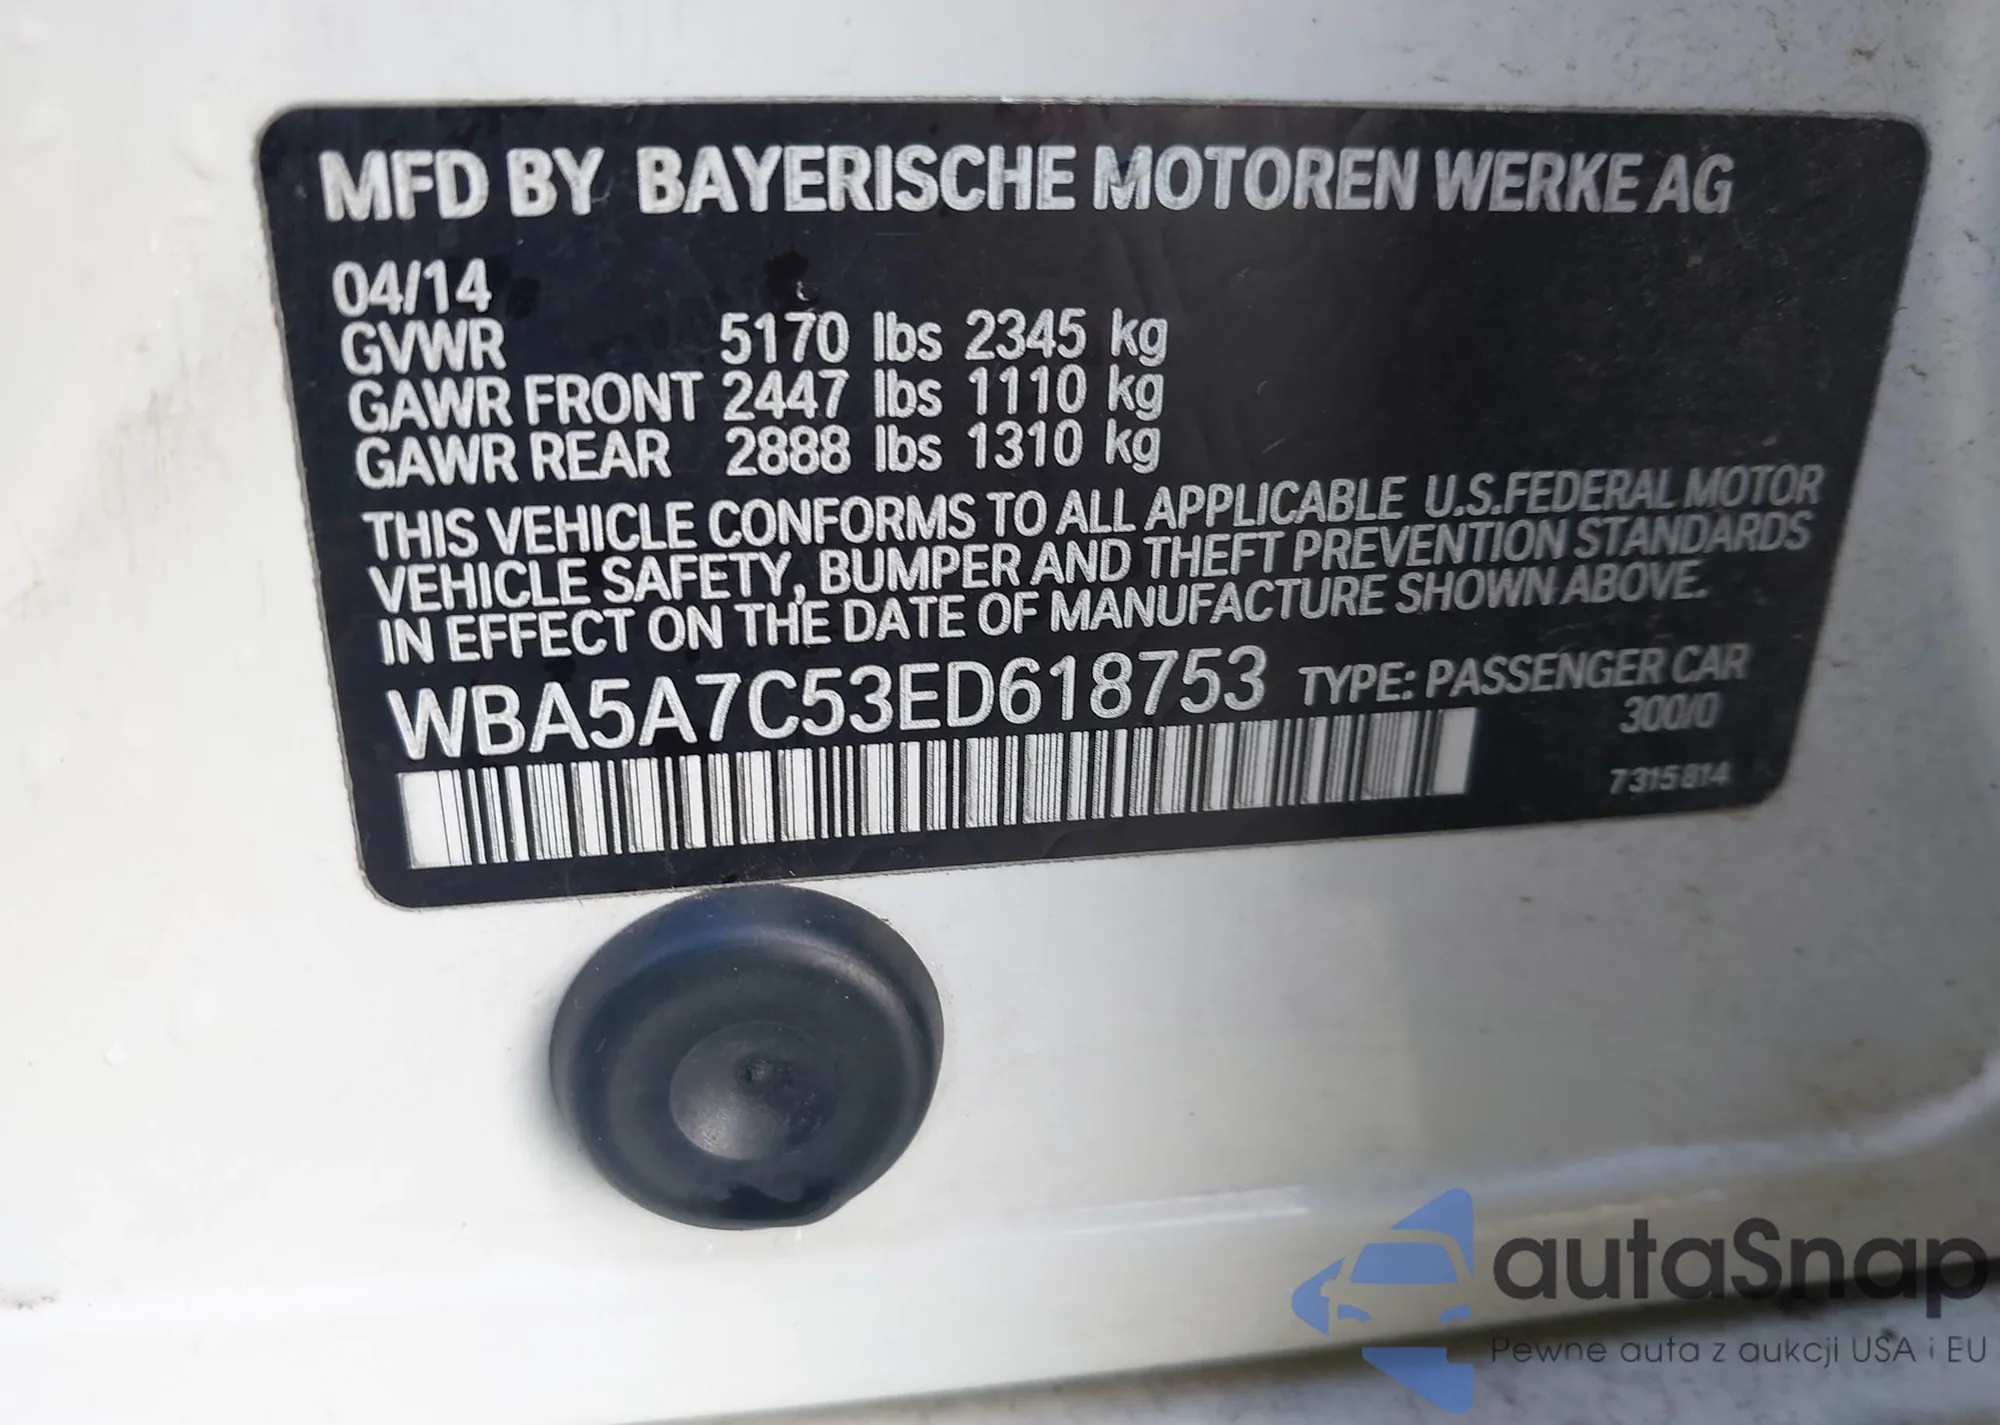 MFD BY BAYERISCHE MOTOREN WERKE AG
04/14
GVWR 5170 lbs 2345 kg
GAWR FRONT 2447 lbs 1110 kg
GAWR REAR 2888 lbs 1310 kg
THIS VEHICLE CONFORMS TO ALL APPLICABLE U.S.FEDERAL MOTOR
VEHICLE SAFETY, BUMPER AND THEFT PREVENTION STANDARDS
IN EFFECT ON THE DATE OF MANUFACTURE SHOWN ABOVE.
WBA5A7C53ED618753 TYPE: PASSENGER CAR
300/0
7315814
autaSnap
Pewne auta z aukcji USA i EU